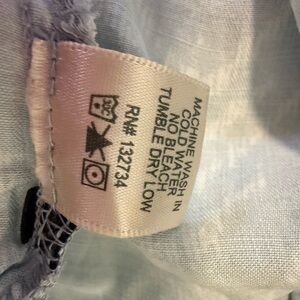 MACHINE WASH IN
COLD WATER
NO BLEACH
TUMBLE DRY LOW
RN# 132734